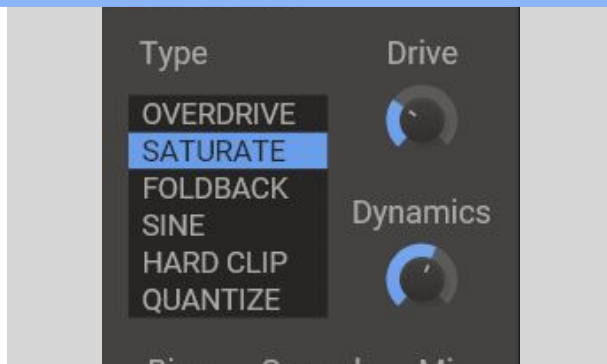 Type
Drive
OVERDRIVE
SATURATE
FOLDBACK
SINE
HARD CLIP
QUANTIZE
Dynamics